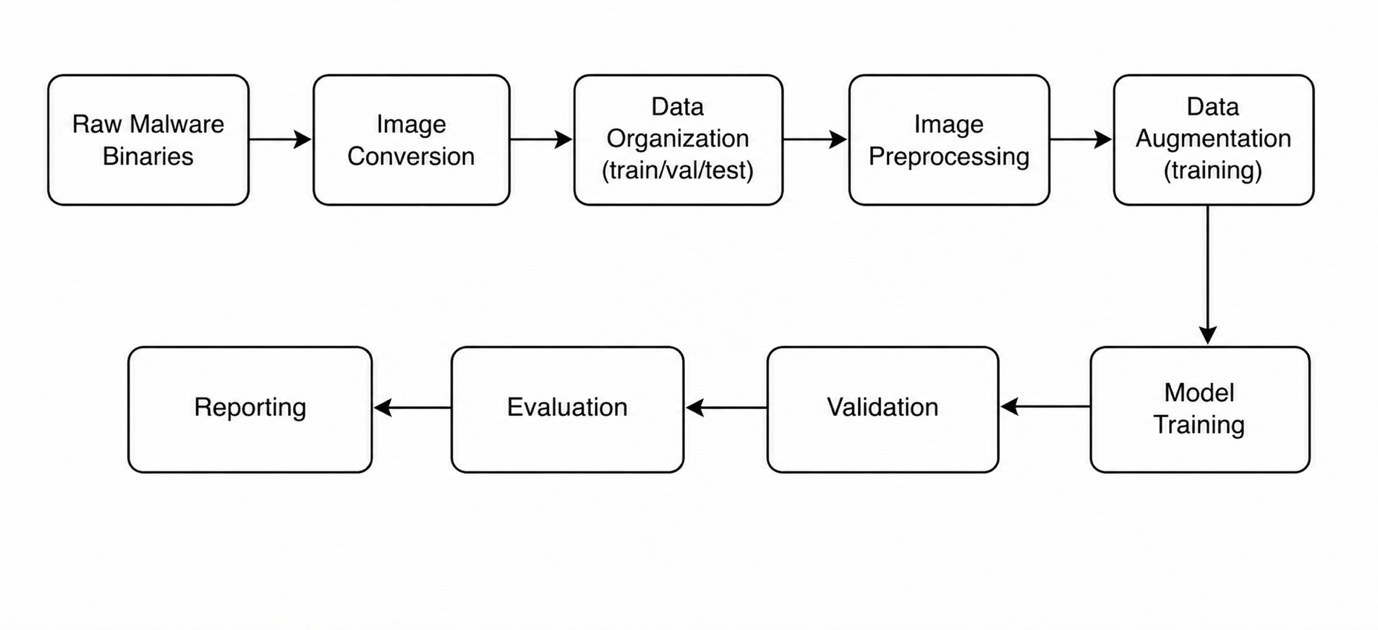 Raw Malware
Binaries
Image
Conversion
Data
Organization
(train/val/test)
Image
Preprocessing
Data
Augmentation
(training)
Model
Training
Validation
Evaluation
Reporting